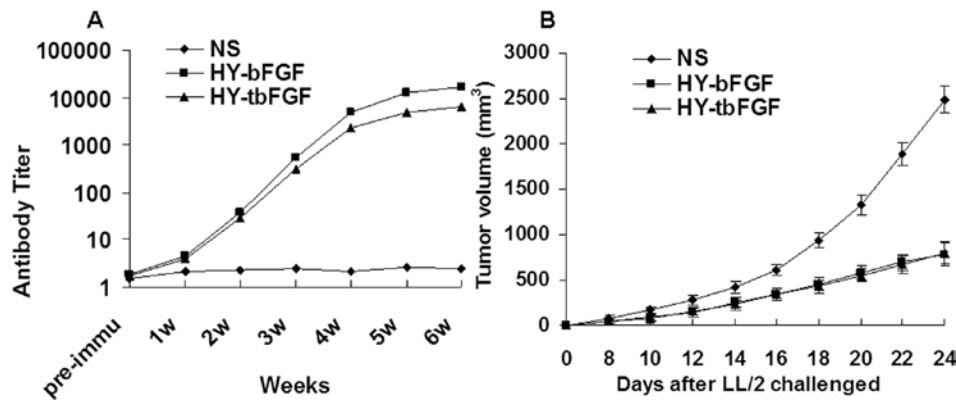 A
NS
HY-bFGF
HY-tbFGF
100000
10000
1000
100
10
1
Antibody Titer
pre-immu 1w 2w 3w 4w 5w 6w
Weeks
B
NS
HY-bFGF
HY-tbFGF
3000
2500
2000
1500
1000
500
0
Tumor volume (mm³)
0 8 10 12 14 16 18 20 22 24
Days after LL/2 challenged